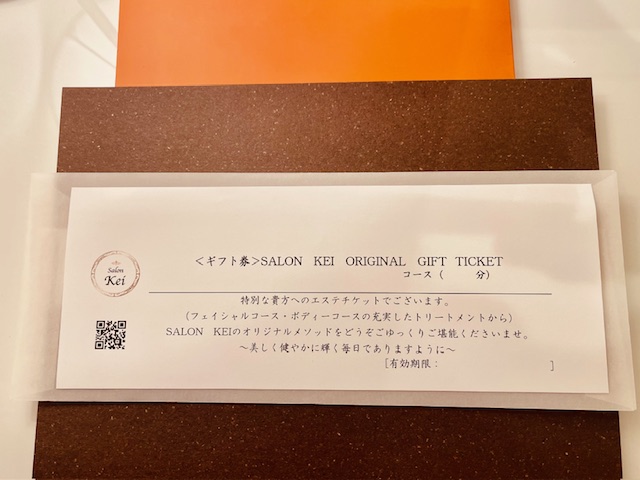 Salon
Kei
＜ギフト券＞SALON KEI ORIGINAL GIFT TICKET
コース（ 分）
特別な貴方へのエステチケットでございます。
（フェイシャルコース・ボディーコースの充実したトリートメントから）
SALON KEIのオリジナルメソッドをどうぞごゆっくりご堪能くださいませ。
～美しく健やかに輝く毎日でありますように～
［有効期限： ］